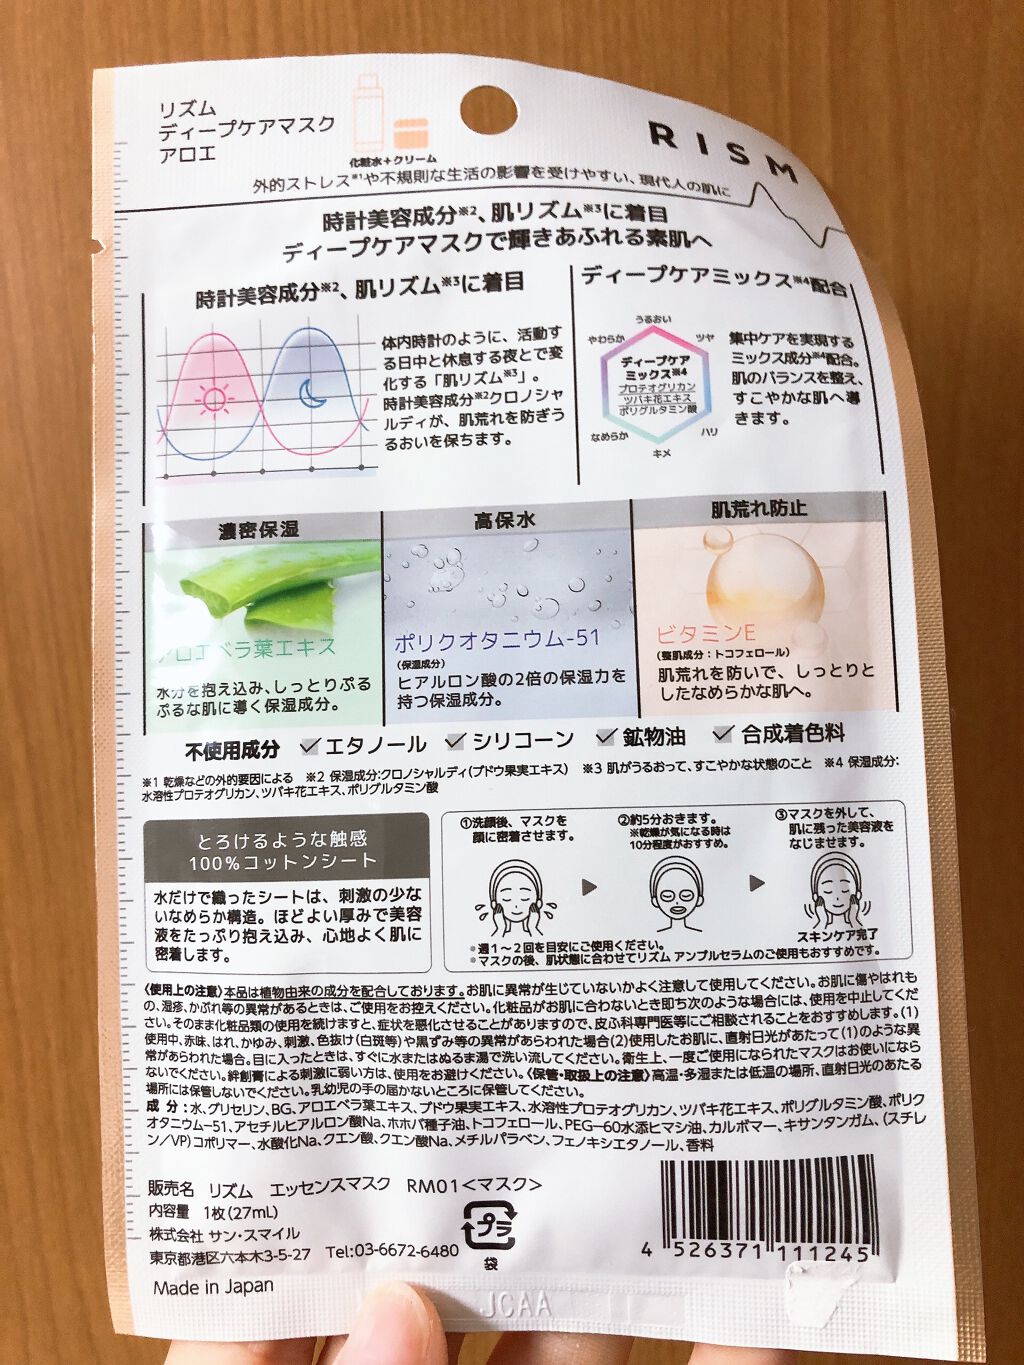 リズム
ディープケアマスク
アロエ
化粧水+クリーム
RISM
外的ストレス※1や不規則な生活の影響を受けやすい、現代人の肌に
時計美容成分※2、肌リズム※3に着目
ディープケアマスクで輝きあふれる素肌へ
時計美容成分※2、肌リズム※3に着目
体内時計のように、活動す
る日中と休息する夜とで変
化する「肌リズム※3」。
時計美容成分※2クロノシャ
ルディが、肌荒れを防ぎう
るおいを保ちます。
ディープケアミックス※4配合
うるおい
やわらか
ツヤ
ディープケア
ミックス※4
プロテオグリカン
ツバキ花エキス
ポリグルタミン酸
なめらか
ハリ
キメ
集中ケアを実現する
ミックス成分※4配合。
肌のバランスを整え、
すこやかな肌へ導
きます。
濃密保湿
アロエベラ葉エキス
水分を抱え込み、しっとりぷる
ぷるな肌に導く保湿成分。
高保水
ポリクオタニウム-51
(保湿成分)
ヒアルロン酸の2倍の保湿力を
持つ保湿成分。
肌荒れ防止
ビタミンE
(整肌成分:トコフェロール)
肌荒れを防いで、しっとりと
したなめらかな肌へ。
不使用成分 ✓エタノール ✓シリコーン ✓鉱物油 ✓合成着色料
※1 乾燥などの外的要因による ※2 保湿成分:クロノシャルディ(ブドウ果実エキス) ※3 肌がうるおって、すこやかな状態のこと ※4 保湿成分:
水溶性プロテオグリカン、ツバキ花エキス、ポリグルタミン酸
とろけるような触感
100%コットンシート
水だけで織ったシートは、刺激の少な
いなめらか構造。ほどよい厚みで美容
液をたっぷり抱え込み、心地よく肌に
密着します。
①洗顔後、マスクを
顔に密着させます。
②約5分おきます。
※乾燥が気になる時は
10分程度がおすすめ。
③マスクを外して、
肌に残った美容液を
なじませます。
スキンケア完了
※週1~2回を目安にご使用ください。
※マスクの後、肌状態に合わせてリズム アンプルセラムのご使用もおすすめです。
〈使用上の注意〉本品は植物由来の成分を配合しております。お肌に異常が生じていないかよく注意して使用してください。お肌に傷やはれも
の、湿疹、かぶれ等の異常があるときは、ご使用をお控えください。化粧品がお肌に合わないとき即ち次のような場合には、使用を中止してくだ
さい。そのまま化粧品類の使用を続けますと、症状を悪化させることがありますので、皮ふ科専門医等にご相談されることをおすすめします。(1)
使用中、赤味、はれ、かゆみ、刺激、色抜け(白斑等)や黒ずみ等の異常があらわれた場合(2)使用したお肌に、直射日光があたって(1)のような異
常があらわれた場合。目に入ったときは、すぐに水またはぬるま湯で洗い流してください。衛生上、一度ご使用になられたマスクはお使いになら
ないでください。絆創膏による刺激に弱い方は、使用をお避けください。〈保管・取扱上の注意〉高温・多湿または低温の場所、直射日光のあたる
場所には保管しないでください。乳幼児の手の届かないところに保管してください。
成 分:水、グリセリン、BG、アロエベラ葉エキス、ブドウ果実エキス、水溶性プロテオグリカン、ツバキ花エキス、ポリグルタミン酸、ポリク
オタニウム-51、アセチルヒアルロン酸Na、ホホバ種子油、トコフェロール、PEG-60水添ヒマシ油、カルボマー、キサンタンガム、(スチレ
ン/VP)コポリマー、水酸化Na、クエン酸、クエン酸Na、メチルパラベン、フェノキシエタノール、香料
販売名 リズム エッセンスマスク RM01<マスク>
内容量 1枚(27mL)
株式会社 サン・スマイル
東京都港区六本木3-5-27 Tel:03-6672-6480
Made in Japan
プラ
袋
4 526371 111245
JCAA